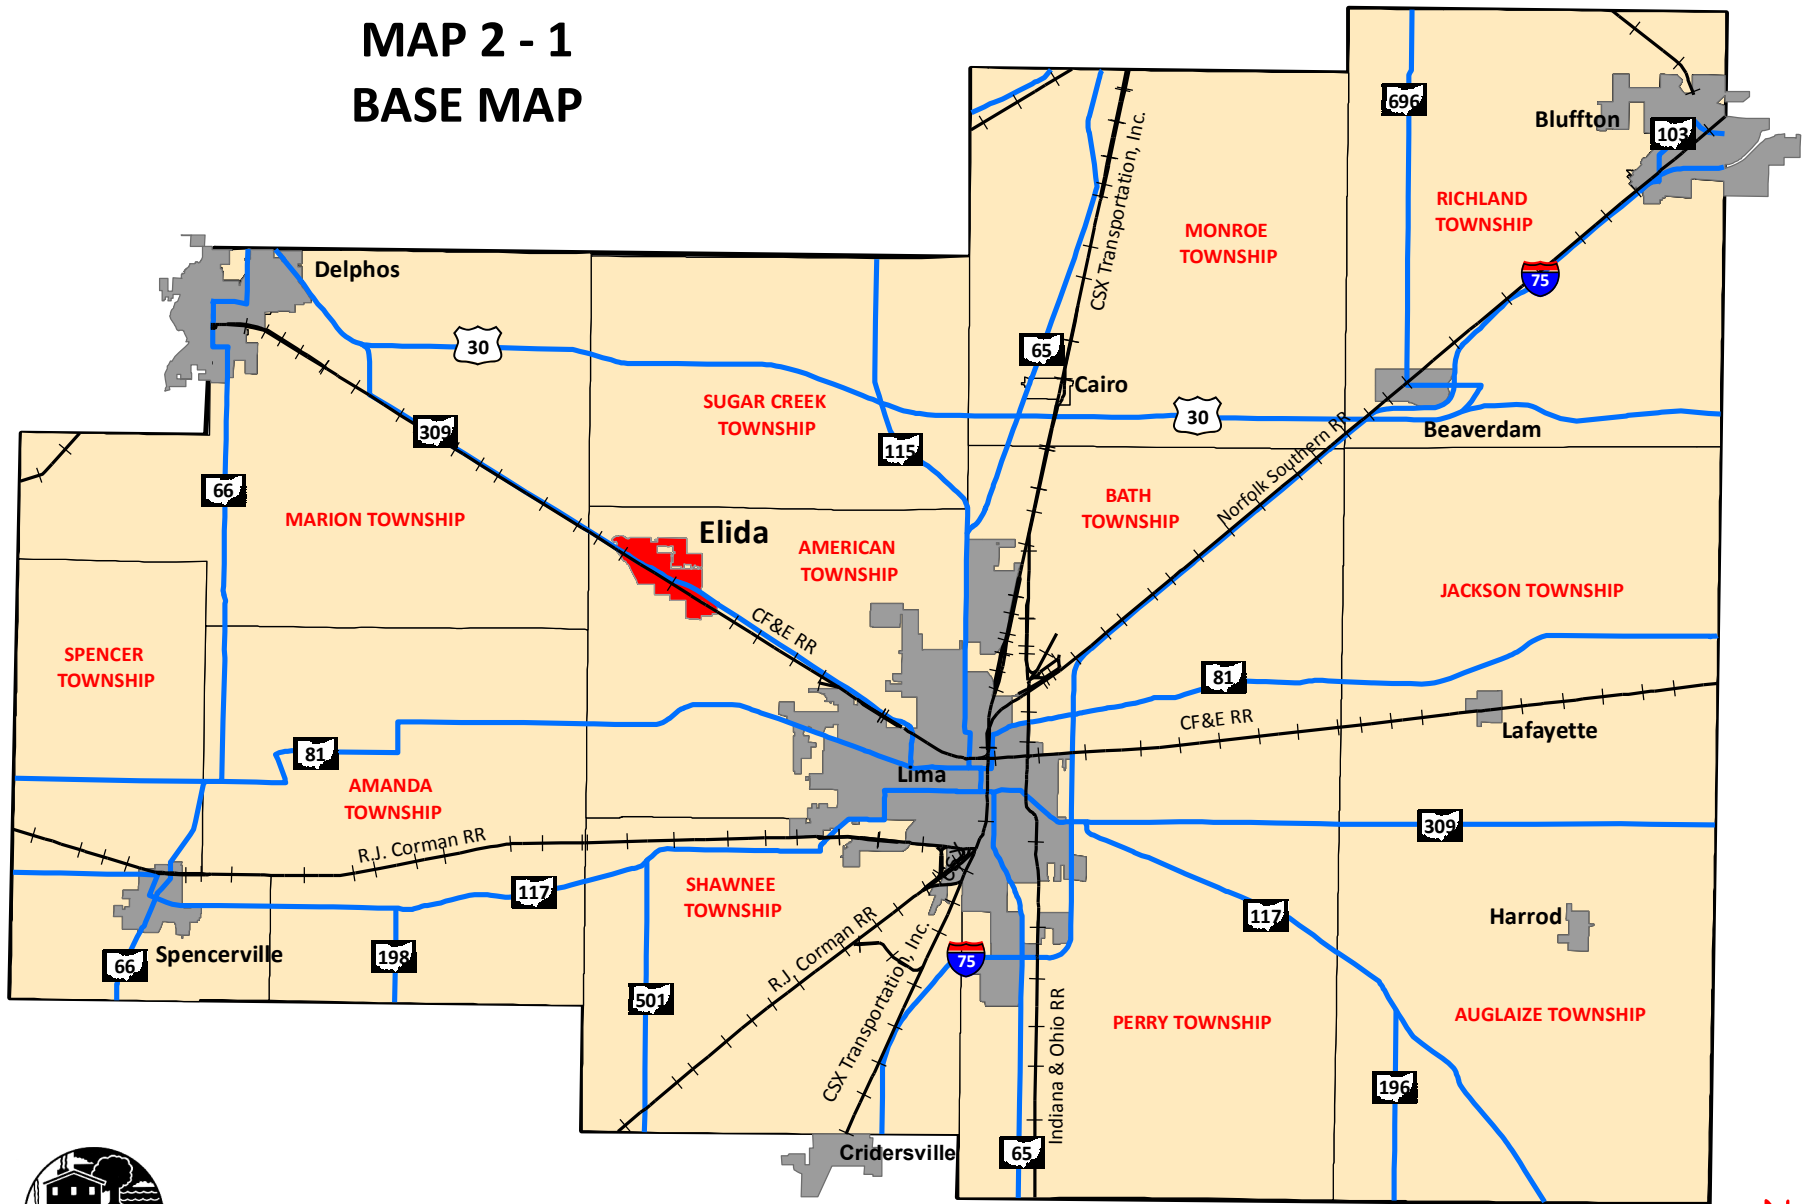 MAP 2 - 1
BASE MAP
696
Bluffton
103
CSX Transportation, Inc.
RICHLAND
TOWNSHIP
MONROE
TOWNSHIP
Delphos
75
30
65
Cairo
SUGAR CREEK
TOWNSHIP
30
309
115
Beaverdam
Norfolk Southern RR
66
BATH
TOWNSHIP
MARION TOWNSHIP
Elida
AMERICAN
TOWNSHIP
JACKSON TOWNSHIP
CF&E RR
SPENCER
TOWNSHIP
81
CF&E RR
Lafayette
81
Lima
AMANDA
TOWNSHIP
309
R.J. Corman RR
SHAWNEE
TOWNSHIP
117
117
Harrod
Spencerville
66
198
R.J. Corman RR
CSX Transportation, Inc.
75
501
Indiana & Ohio RR
PERRY TOWNSHIP
AUGLAIZE TOWNSHIP
196
Cridersville
65